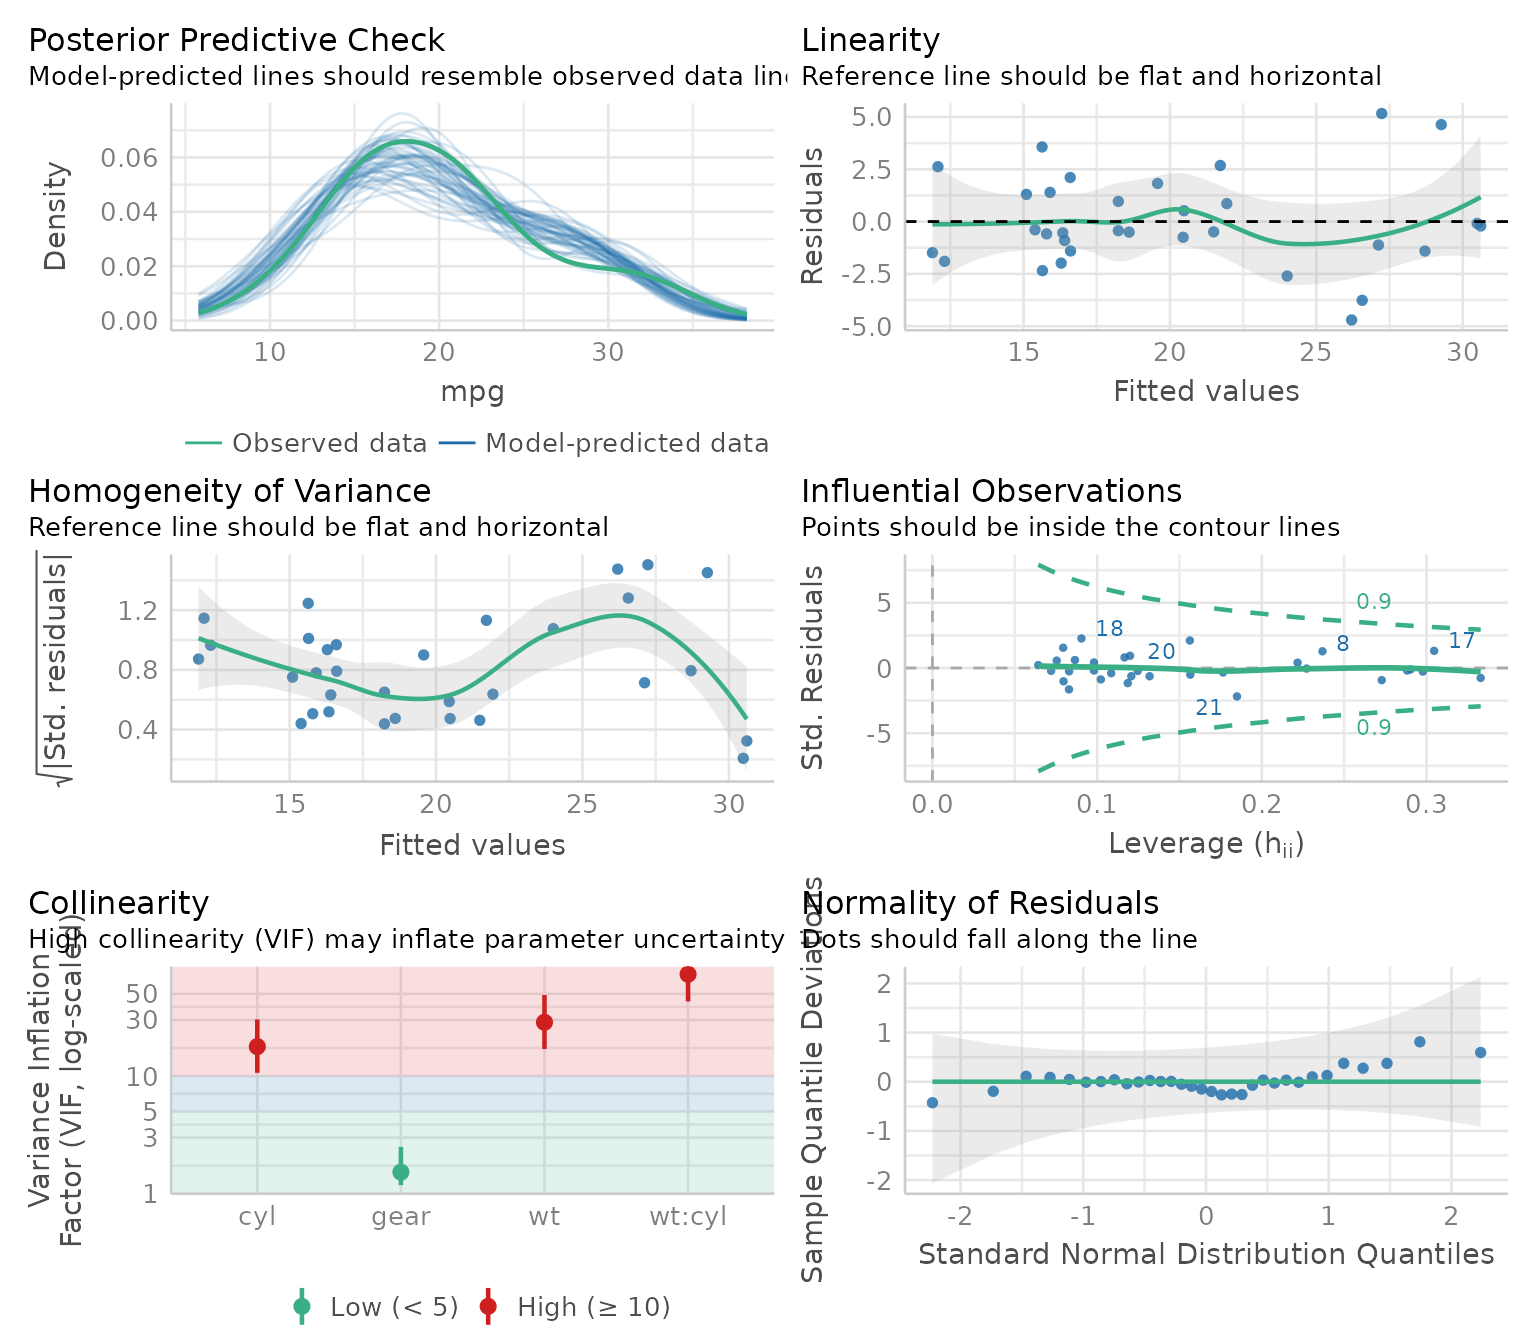 Posterior Predictive Check
Model-predicted lines should resemble observed data
Density
0.06
0.04
0.02
0.00
10 20 30
mpg
Observed data Model-predicted data
Linearity
Reference line should be flat and horizontal
Residuals
5.0
2.5
0.0
-2.5
-5.0
15 20 25 30
Fitted values
Homogeneity of Variance
Reference line should be flat and horizontal
√|Std. residuals|
1.2
0.8
0.4
15 20 25 30
Fitted values
Influential Observations
Points should be inside the contour lines
Std. Residuals
5
0
-5
0.9
18
20
8
17
21
0.9
0.0 0.1 0.2 0.3
Leverage (hii)
Collinearity
High collinearity (VIF) may inflate parameter uncertainty
Variance Inflation
Factor (VIF, log-scaled)
50
30
10
5
3
1
cyl gear wt wt:cyl
Low (< 5) High (≥ 10)
Normality of Residuals
Dots should fall along the line
Sample Quantile Deviations
2
1
0
-1
-2
-2 -1 0 1 2
Standard Normal Distribution Quantiles